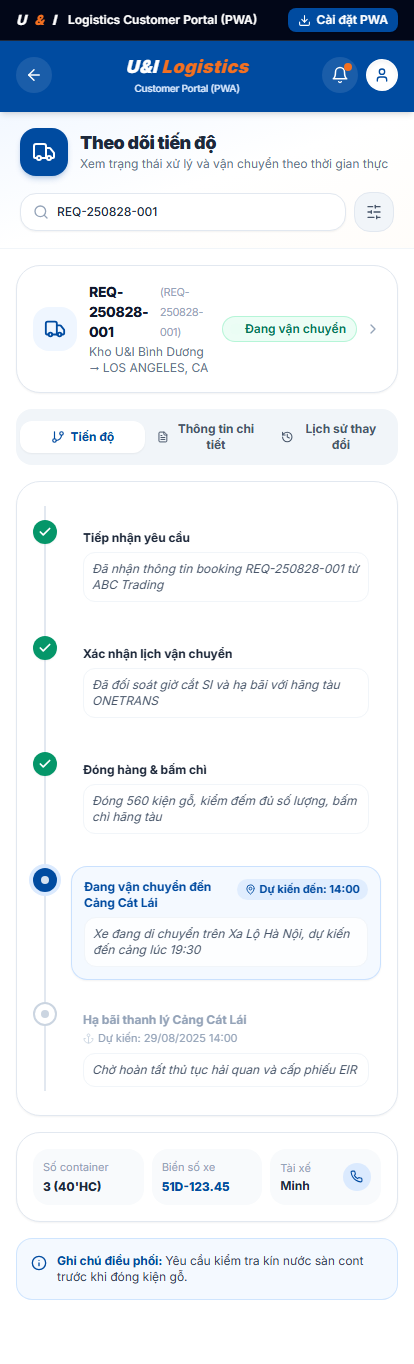 U & I Logistics Customer Portal (PWA) Cài đặt PWA
U&I Logistics
Customer Portal (PWA)
Theo dõi tiến độ
Xem trạng thái xử lý và vận chuyển theo thời gian thực
REQ-250828-001
REQ-250828-001
(REQ-250828-001)
Kho U&I Bình Dương
→ LOS ANGELES, CA
Đang vận chuyển
Tiến độ
Thông tin chi
tiết
Lịch sử thay
đổi
Tiếp nhận yêu cầu
Đã nhận thông tin booking REQ-250828-001 từ
ABC Trading
Xác nhận lịch vận chuyển
Đã đối soát giờ cắt SI và hạ bãi với hãng tàu
ONETRANS
Đóng hàng & bấm chì
Đóng 560 kiện gỗ, kiểm đếm đủ số lượng, bấm
chì hãng tàu
Đang vận chuyển đến
Cảng Cát Lái
Dự kiến đến: 14:00
Xe đang di chuyển trên Xa Lộ Hà Nội, dự kiến
đến cảng lúc 19:30
Hạ bãi thanh lý Cảng Cát Lái
Dự kiến: 29/08/2025 14:00
Chờ hoàn tất thủ tục hải quan và cấp phiếu EIR
Số container
3 (40'HC)
Biển số xe
51D-123.45
Tài xế
Minh
Ghi chú điều phối: Yêu cầu kiểm tra kín nước sàn cont
trước khi đóng kiện gỗ.